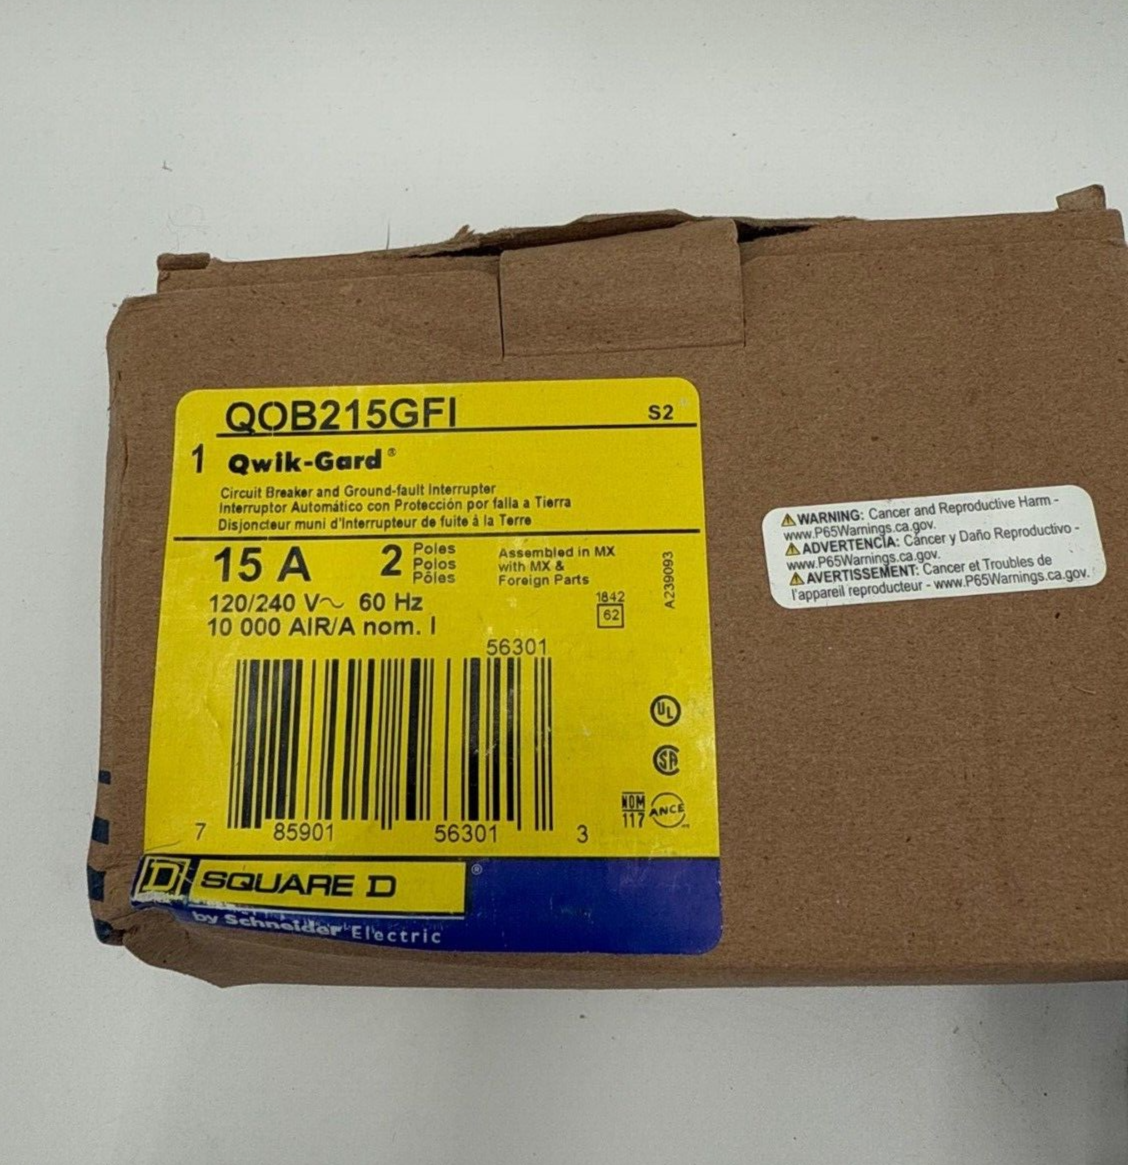 QOB215GFI S2
1 Qwik-Gard®
Circuit Breaker and Ground-fault Interrupter
Interruptor Automático con Protección por falla a Tierra
Disjoncteur muni d'Interrupteur de fuite à la Terre
15 A 2 Poles
Polos
Pôles
Assembled in MX
with MX &
Foreign Parts
A239093
120/240 V~ 60 Hz
10 000 AIR/A nom. I
1842
62
56301
7 85901 56301 3
UL
SA
NOM
117
ANCE
D SQUARE D ®
by Schneider Electric
⚠WARNING: Cancer and Reproductive Harm -
www.P65Warnings.ca.gov.
⚠ADVERTENCIA: Cáncer y Daño Reproductivo -
www.P65Warnings.ca.gov.
⚠AVERTISSEMENT: Cancer et Troubles de
l'appareil reproducteur - www.P65Warnings.ca.gov.